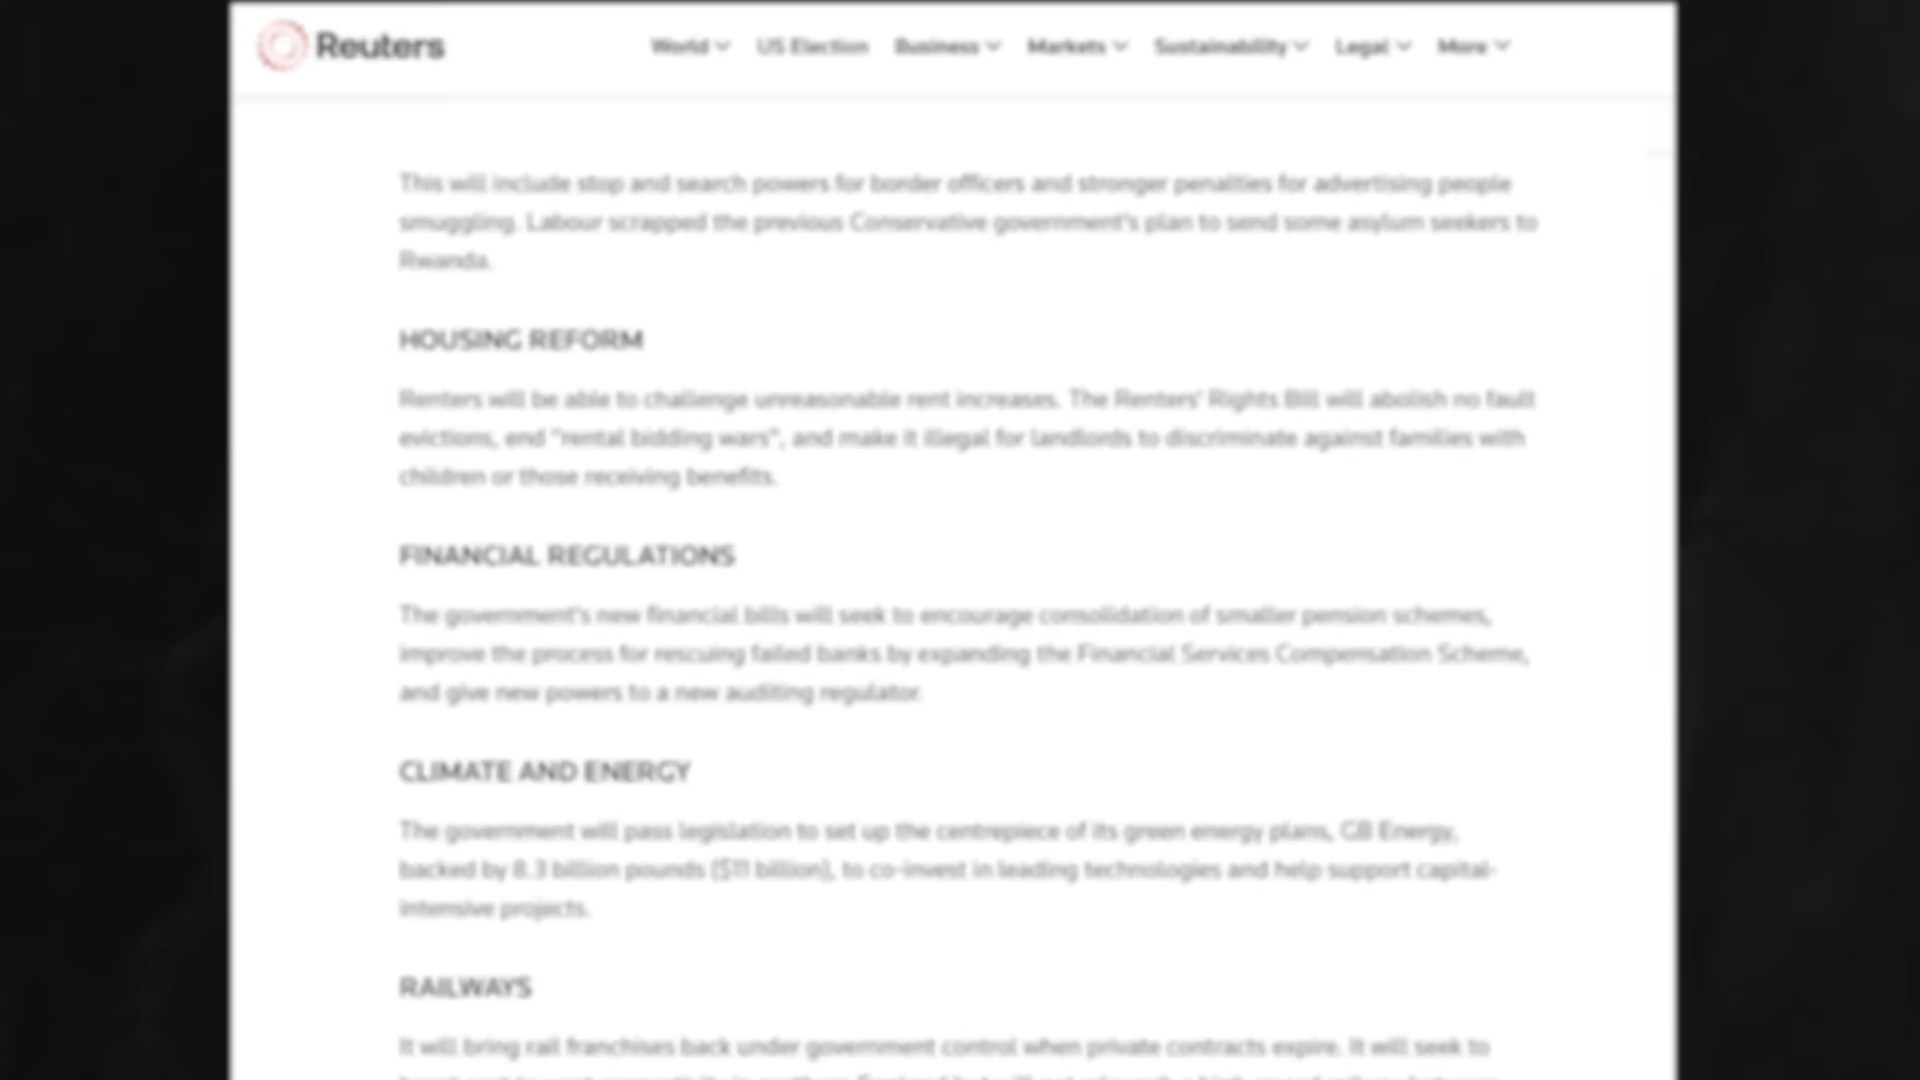 Reuters
World US Election Business Markets Sustainability Legal More
This will include stop and search powers for border officers and stronger penalties for advertising people
smuggling. Labour scrapped the previous Conservative government's plan to send some asylum seekers to
Rwanda.
HOUSING REFORM
Renters will be able to challenge unreasonable rent increases. The Renters' Rights Bill will abolish no fault
evictions, end "rental bidding wars", and make it illegal for landlords to discriminate against families with
children or those receiving benefits.
FINANCIAL REGULATIONS
The government's new financial bills will seek to encourage consolidation of smaller pension schemes,
improve the process for rescuing failed banks by expanding the Financial Services Compensation Scheme,
and give new powers to a new auditing regulator.
CLIMATE AND ENERGY
The government will pass legislation to set up the centrepiece of its green energy plans, GB Energy,
backed by 8.3 billion pounds ($11 billion), to co-invest in leading technologies and help support capital-
intensive projects.
RAILWAYS
It will bring rail franchises back under government control when private contracts expire. It will seek to